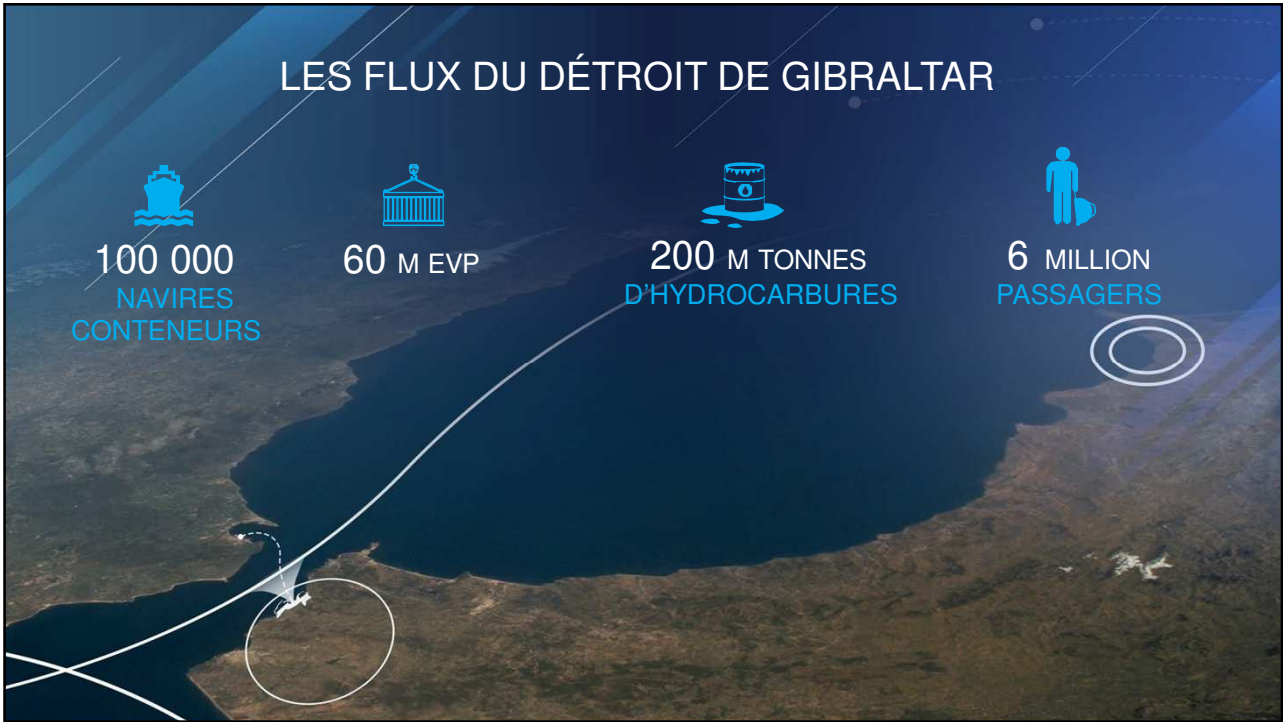 LES FLUX DU DÉTROIT DE GIBRALTAR
100 000
NAVIRES
CONTENEURS
60 M EVP
200 M TONNES
D'HYDROCARBURES
6 MILLION
PASSAGERS